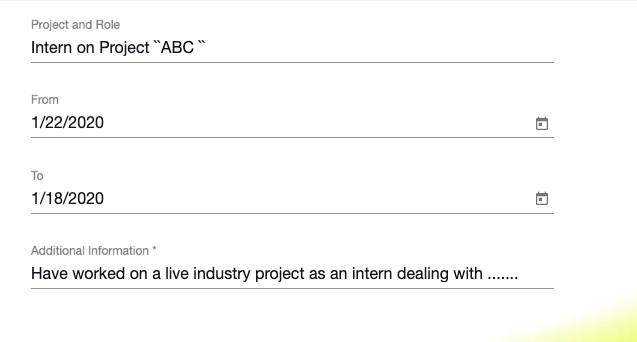 Project and Role
Intern on Project ``ABC ``
From
1/22/2020
To
1/18/2020
Additional Information *
Have worked on a live industry project as an intern dealing with .......